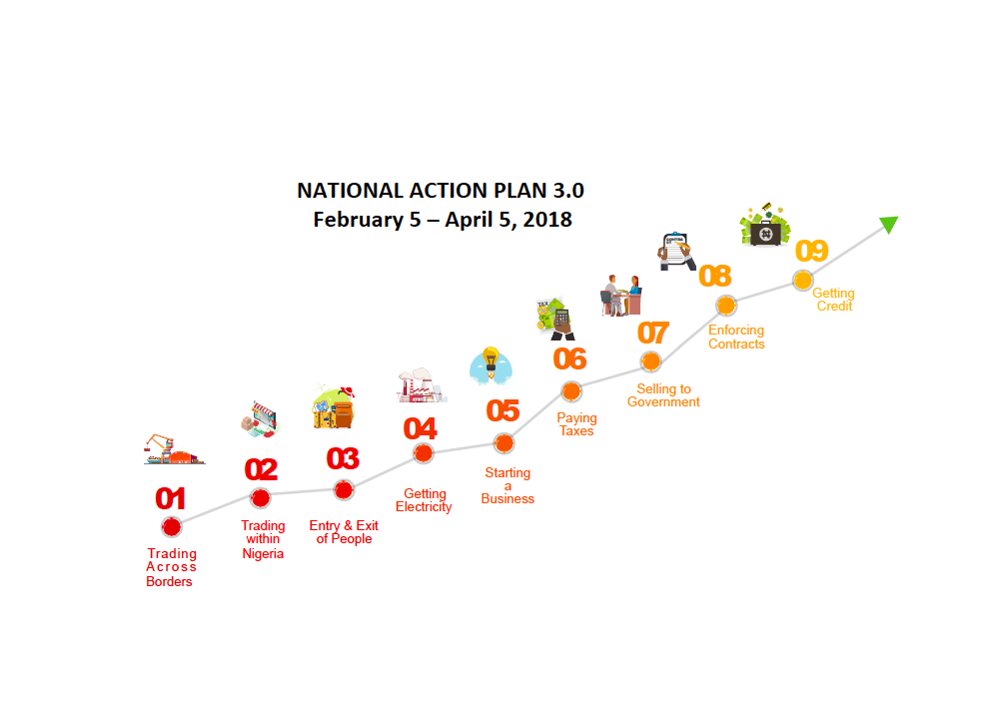 NATIONAL ACTION PLAN 3.0
February 5 – April 5, 2018
01
Trading
Across
Borders
02
Trading
within
Nigeria
03
Entry & Exit
of People
04
Getting
Electricity
05
Starting
a
Business
TAX
06
Paying
Taxes
07
Selling to
Government
08
Enforcing
Contracts
09
Getting
Credit